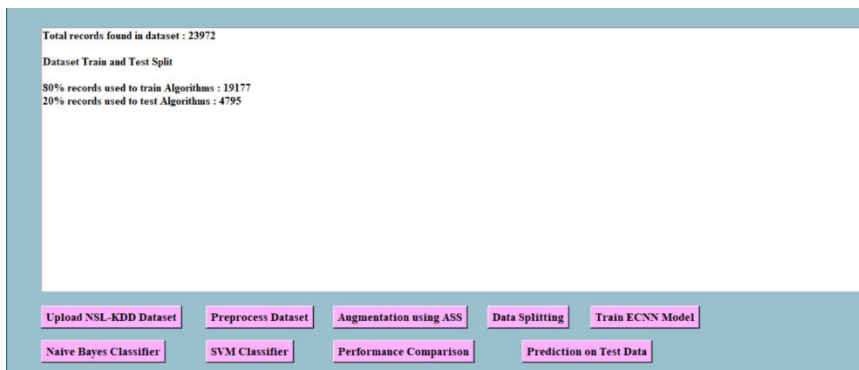 Total records found in dataset : 23972
Dataset Train and Test Split
80% records used to train Algorithms : 19177
20% records used to test Algorithms : 4795
Upload NSL-KDD Dataset
Preprocess Dataset
Augmentation using ASS
Data Splitting
Train ECNN Model
Naive Bayes Classifier
SVM Classifier
Performance Comparison
Prediction on Test Data